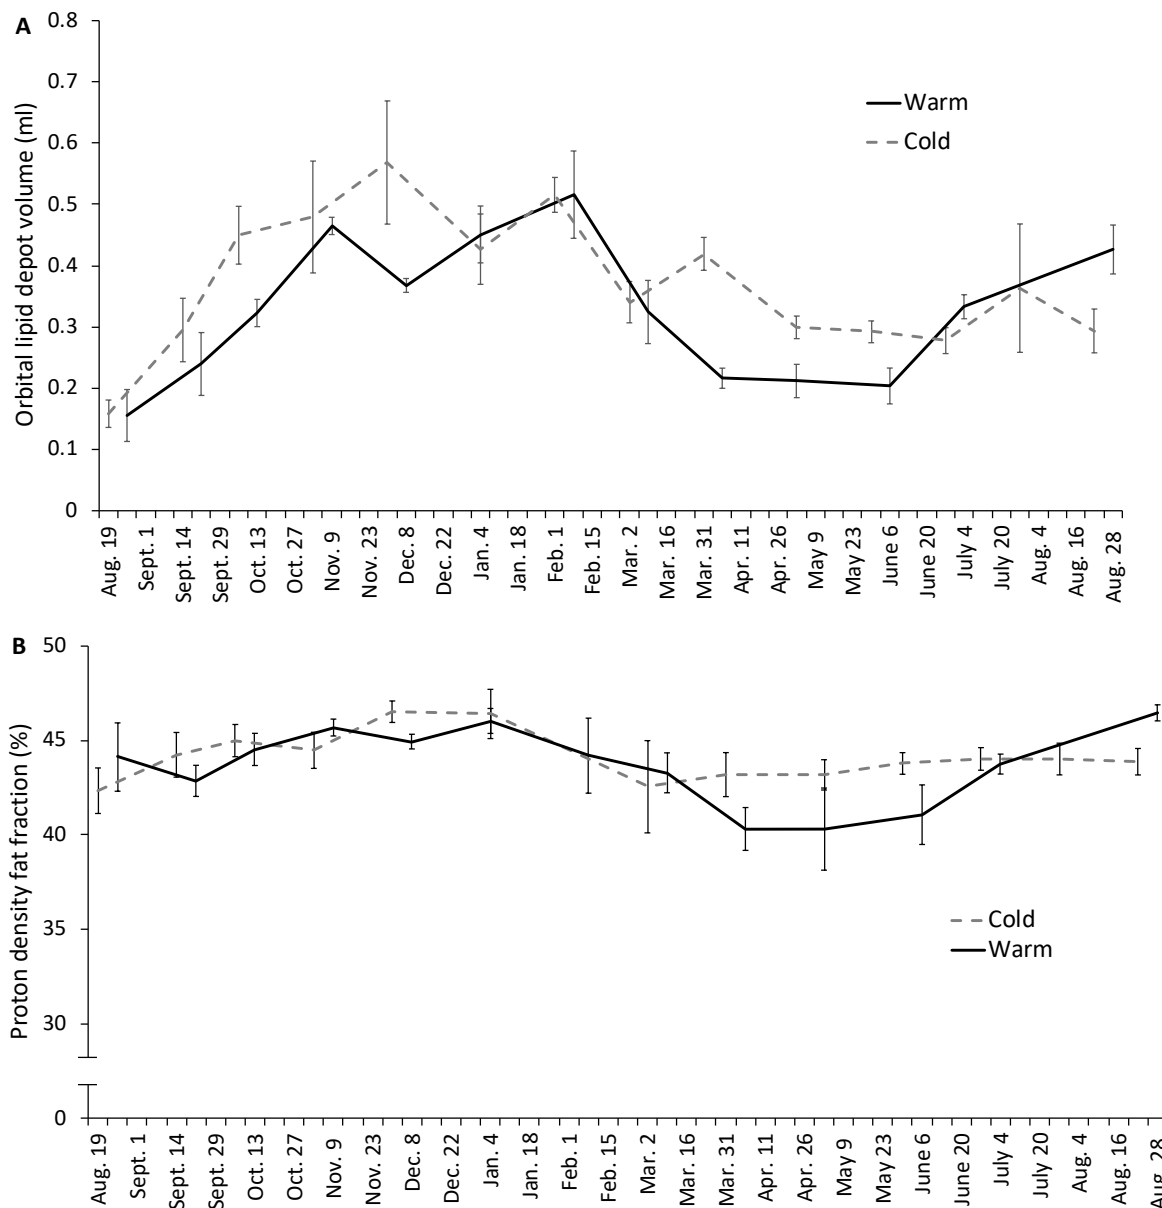 A
Orbital lipid depot volume (ml)
0.8
0.7
0.6
0.5
0.4
0.3
0.2
0.1
0
Warm
Cold
Aug. 19
Sept. 1
Sept. 14
Sept. 29
Oct. 13
Oct. 27
Nov. 9
Nov. 23
Dec. 8
Dec. 22
Jan. 4
Jan. 18
Feb. 1
Feb. 15
Mar. 2
Mar. 16
Mar. 31
Apr. 11
Apr. 26
May 9
May 23
June 6
June 20
July 4
July 20
Aug. 4
Aug. 16
Aug. 28
B
Proton density fat fraction (%)
50
45
40
35
30
0
Cold
Warm
Aug. 19
Sept. 1
Sept. 14
Sept. 29
Oct. 13
Oct. 27
Nov. 9
Nov. 23
Dec. 8
Dec. 22
Jan. 4
Jan. 18
Feb. 1
Feb. 15
Mar. 2
Mar. 16
Mar. 31
Apr. 11
Apr. 26
May 9
May 23
June 6
June 20
July 4
July 20
Aug. 4
Aug. 16
Aug. 28